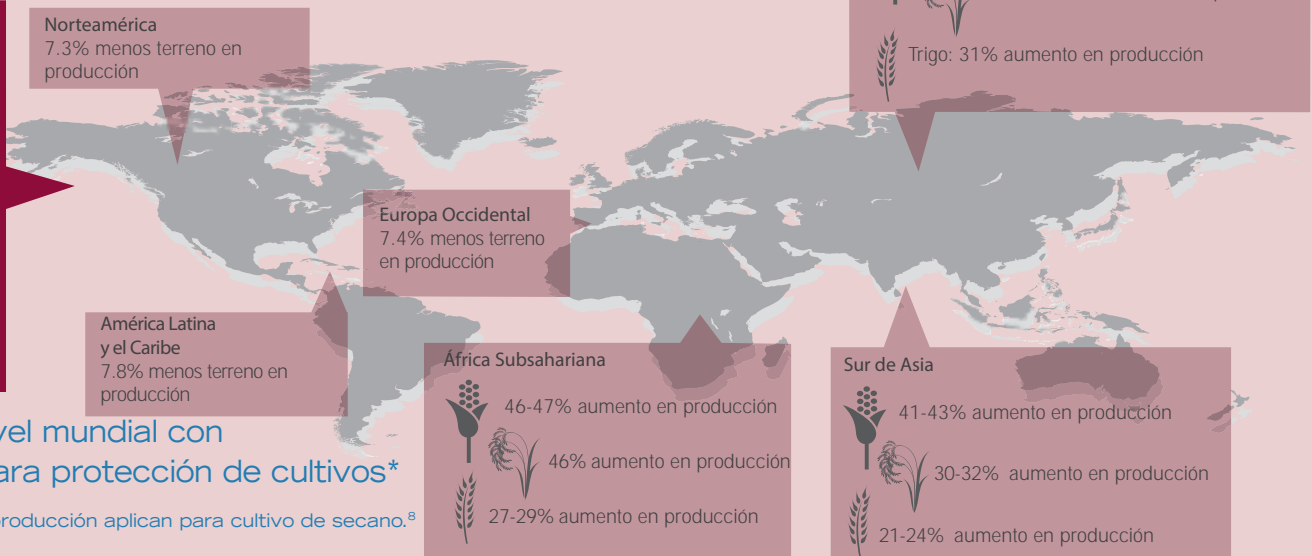 Norteamérica
7.3% menos terreno en
producción
Trigo: 31% aumento en producción
Europa Occidental
7.4% menos terreno
en producción
América Latina
y el Caribe
7.8% menos terreno en
producción
África Subsahariana
46-47% aumento en producción
46% aumento en producción
27-29% aumento en producción
Sur de Asia
41-43% aumento en producción
30-32% aumento en producción
21-24% aumento en producción
mundial con
protección de cultivos*
producción aplican para cultivo de secano.⁸